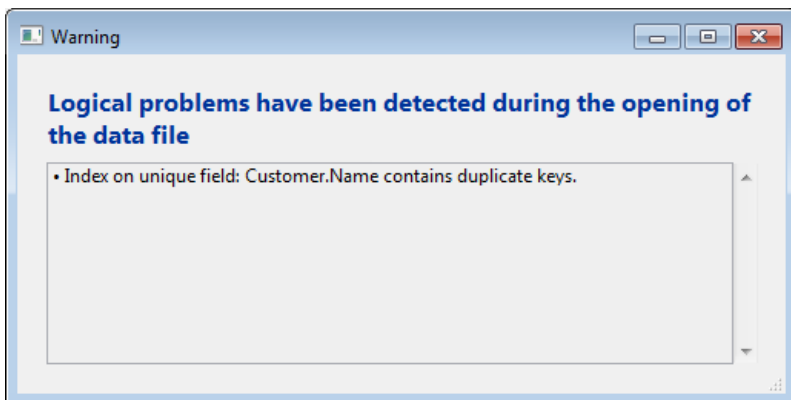 Warning
Logical problems have been detected during the opening of
the data file
• Index on unique field: Customer.Name contains duplicate keys.